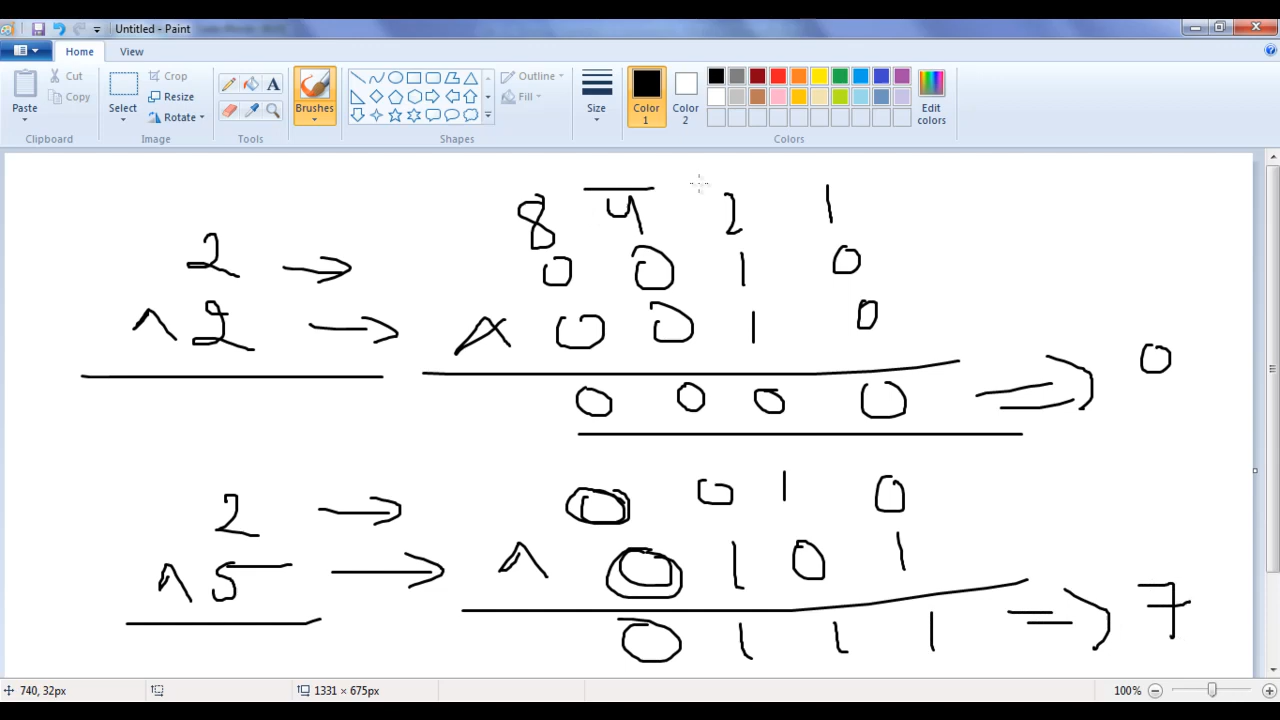 Untitled - Paint
Home View
Paste
Cut
Copy
Clipboard
Select
Crop
Resize
Rotate
Image
A
Tools
Brushes
Outline
Fill
Shapes
Size
Color 1
Color 2
Edit colors
Colors
8 4 2 1
2 → 0 0 1 0
^ 2 → ^ 0 0 1 0
0 0 0 0 => 0
2 → 0 0 1 0
^ 5 → ^ 0 1 0 1
0 1 1 1 => 7
740, 32px
1331 × 675px
100%